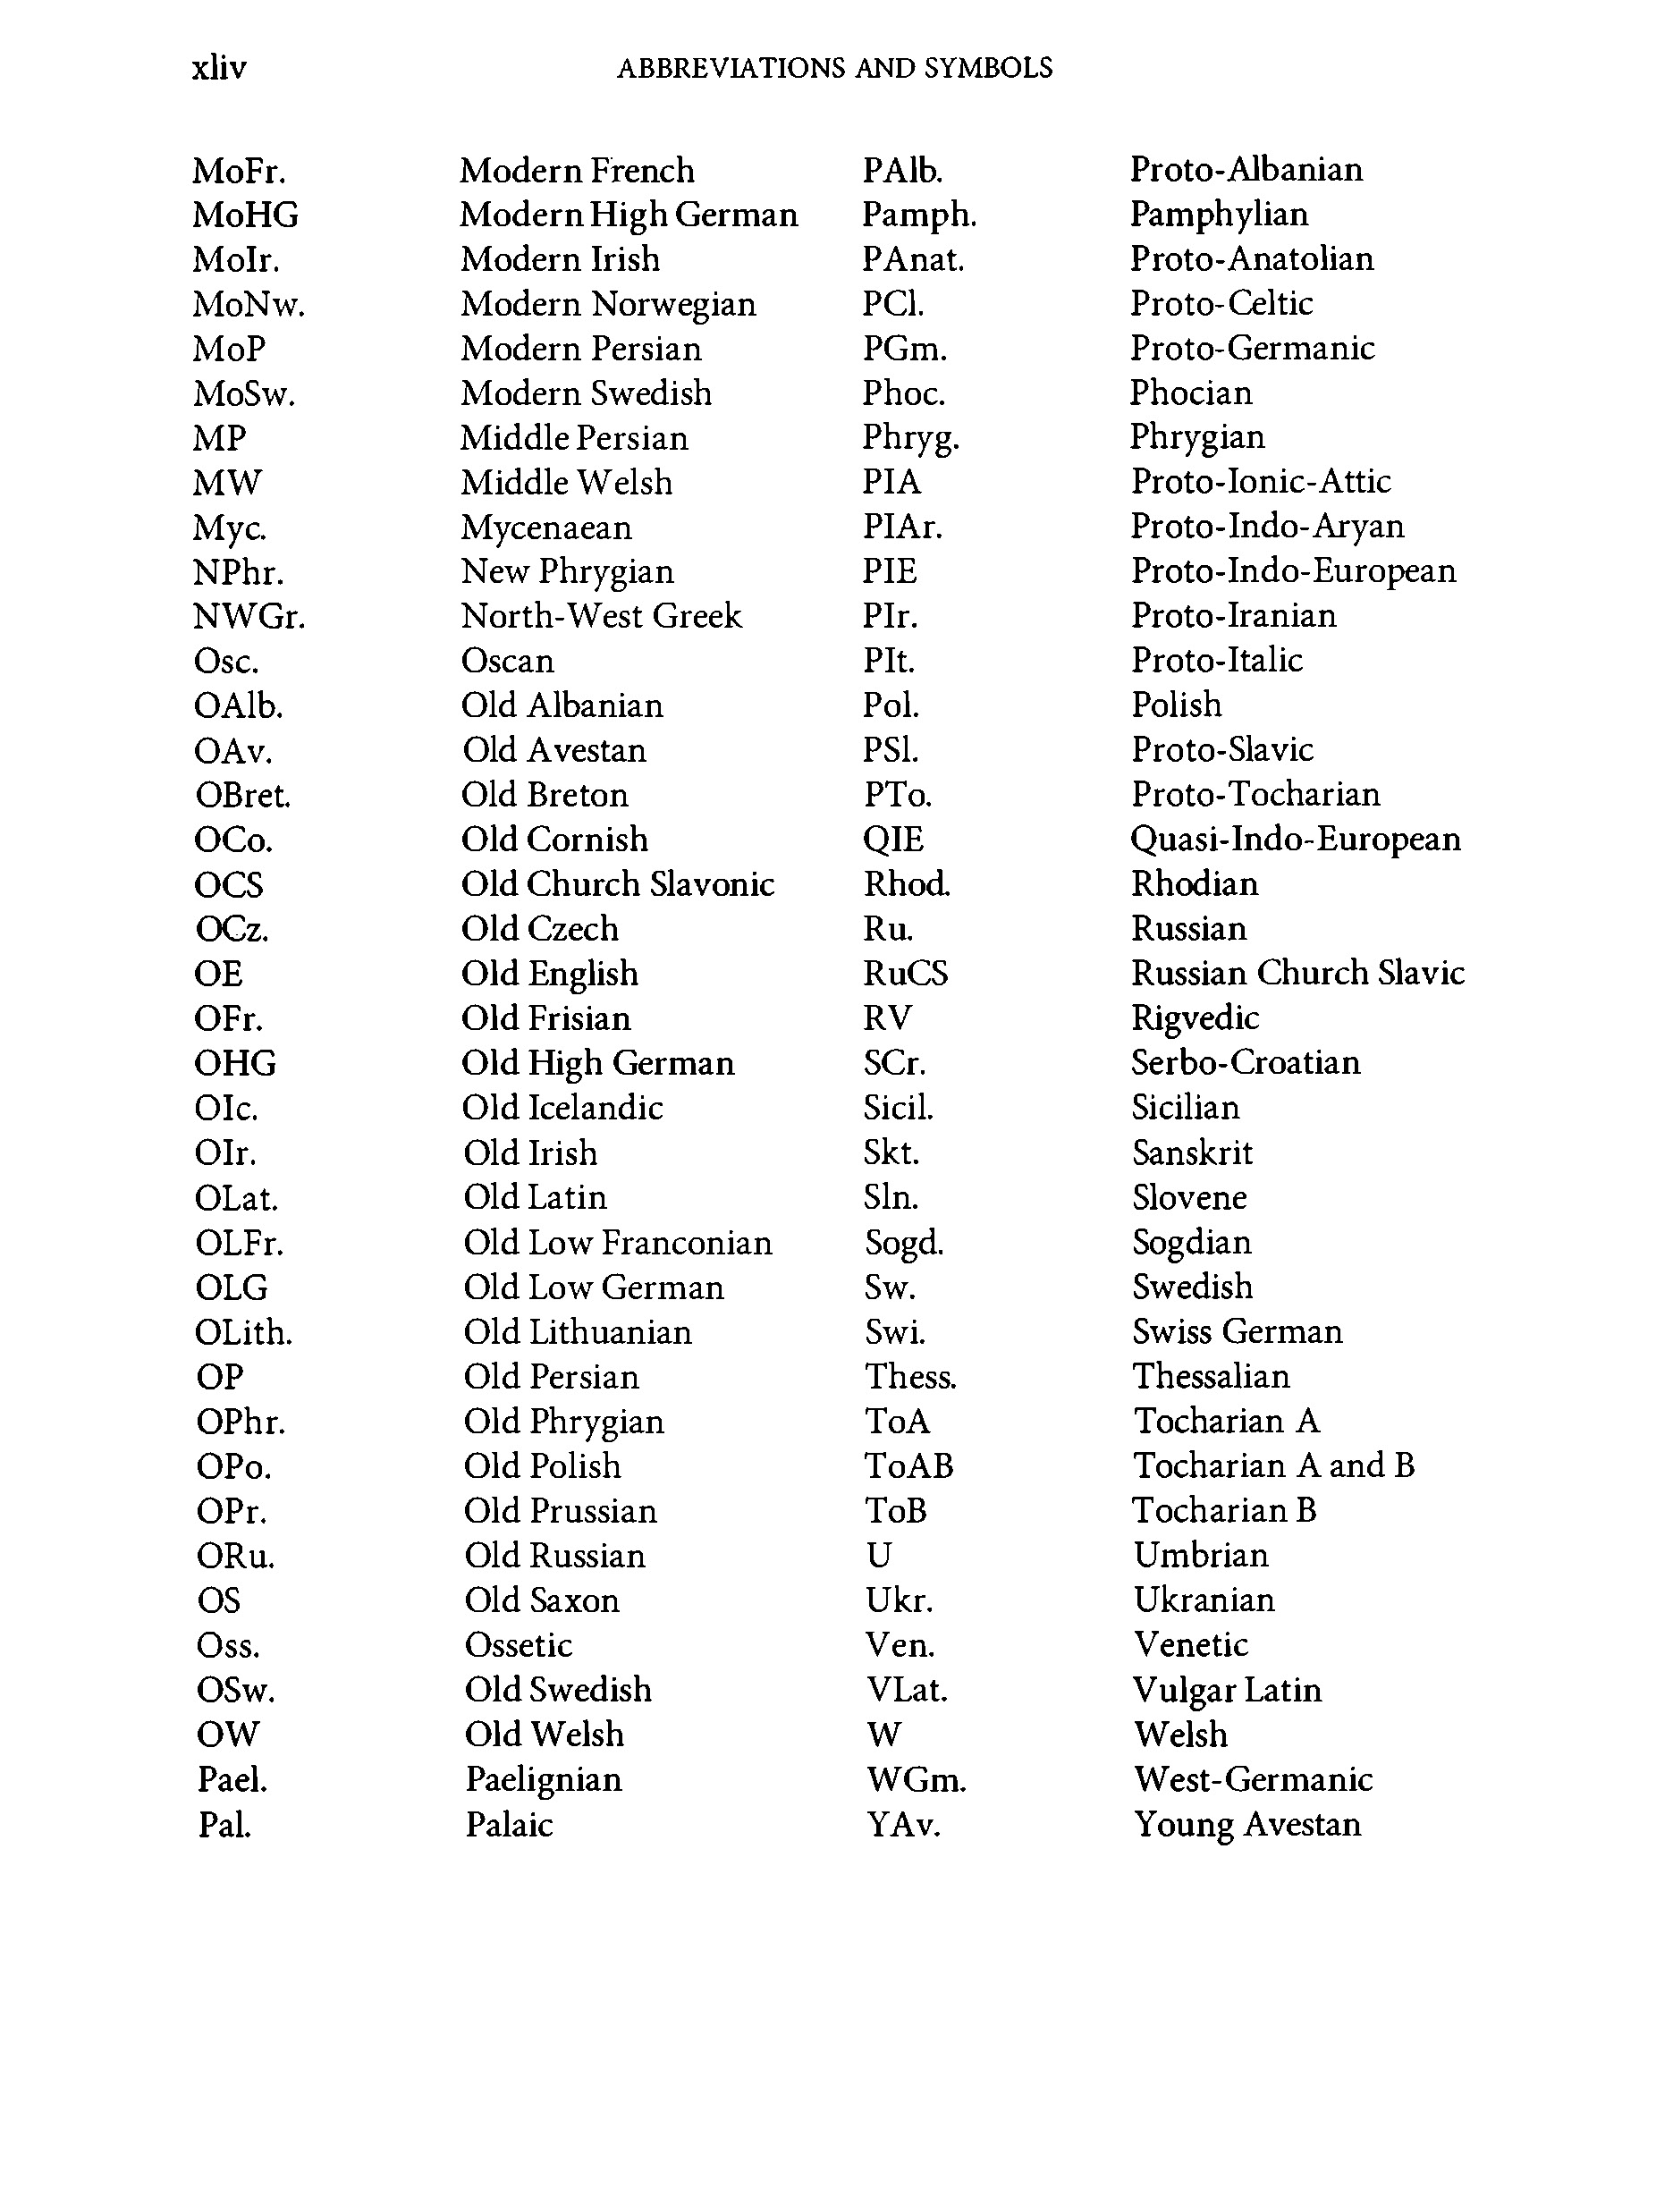 xliv ABBREVIATIONS AND SYMBOLS
MoFr. Modern French
MoHG Modern High German
MoIr. Modern Irish
MoNw. Modern Norwegian
MoP Modern Persian
MoSw. Modern Swedish
MP Middle Persian
MW Middle Welsh
Myc. Mycenaean
NPhr. New Phrygian
NWGr. North-West Greek
Osc. Oscan
OAlb. Old Albanian
OAv. Old Avestan
OBret. Old Breton
OCo. Old Cornish
OCS Old Church Slavonic
OCz. Old Czech
OE Old English
OFr. Old Frisian
OHG Old High German
OIc. Old Icelandic
OIr. Old Irish
OLat. Old Latin
OLFr. Old Low Franconian
OLG Old Low German
OLith. Old Lithuanian
OP Old Persian
OPhr. Old Phrygian
OPo. Old Polish
OPr. Old Prussian
ORu. Old Russian
OS Old Saxon
Oss. Ossetic
OSw. Old Swedish
OW Old Welsh
Pael. Paelignian
Pal. Palaic
PAlb. Proto-Albanian
Pamph. Pamphylian
PAnat. Proto-Anatolian
PCl. Proto-Celtic
PGm. Proto-Germanic
Phoc. Phocian
Phryg. Phrygian
PIA Proto-Ionic-Attic
PIAr. Proto-Indo-Aryan
PIE Proto-Indo-European
PIr. Proto-Iranian
PIt. Proto-Italic
Pol. Polish
PSl. Proto-Slavic
PTo. Proto-Tocharian
QIE Quasi-Indo-European
Rhod. Rhodian
Ru. Russian
RuCS Russian Church Slavic
RV Rigvedic
SCr. Serbo-Croatian
Sicil. Sicilian
Skt. Sanskrit
Sln. Slovene
Sogd. Sogdian
Sw. Swedish
Swi. Swiss German
Thess. Thessalian
ToA Tocharian A
ToAB Tocharian A and B
ToB Tocharian B
U Umbrian
Ukr. Ukranian
Ven. Venetic
VLat. Vulgar Latin
W Welsh
WGm. West-Germanic
YAv. Young Avestan